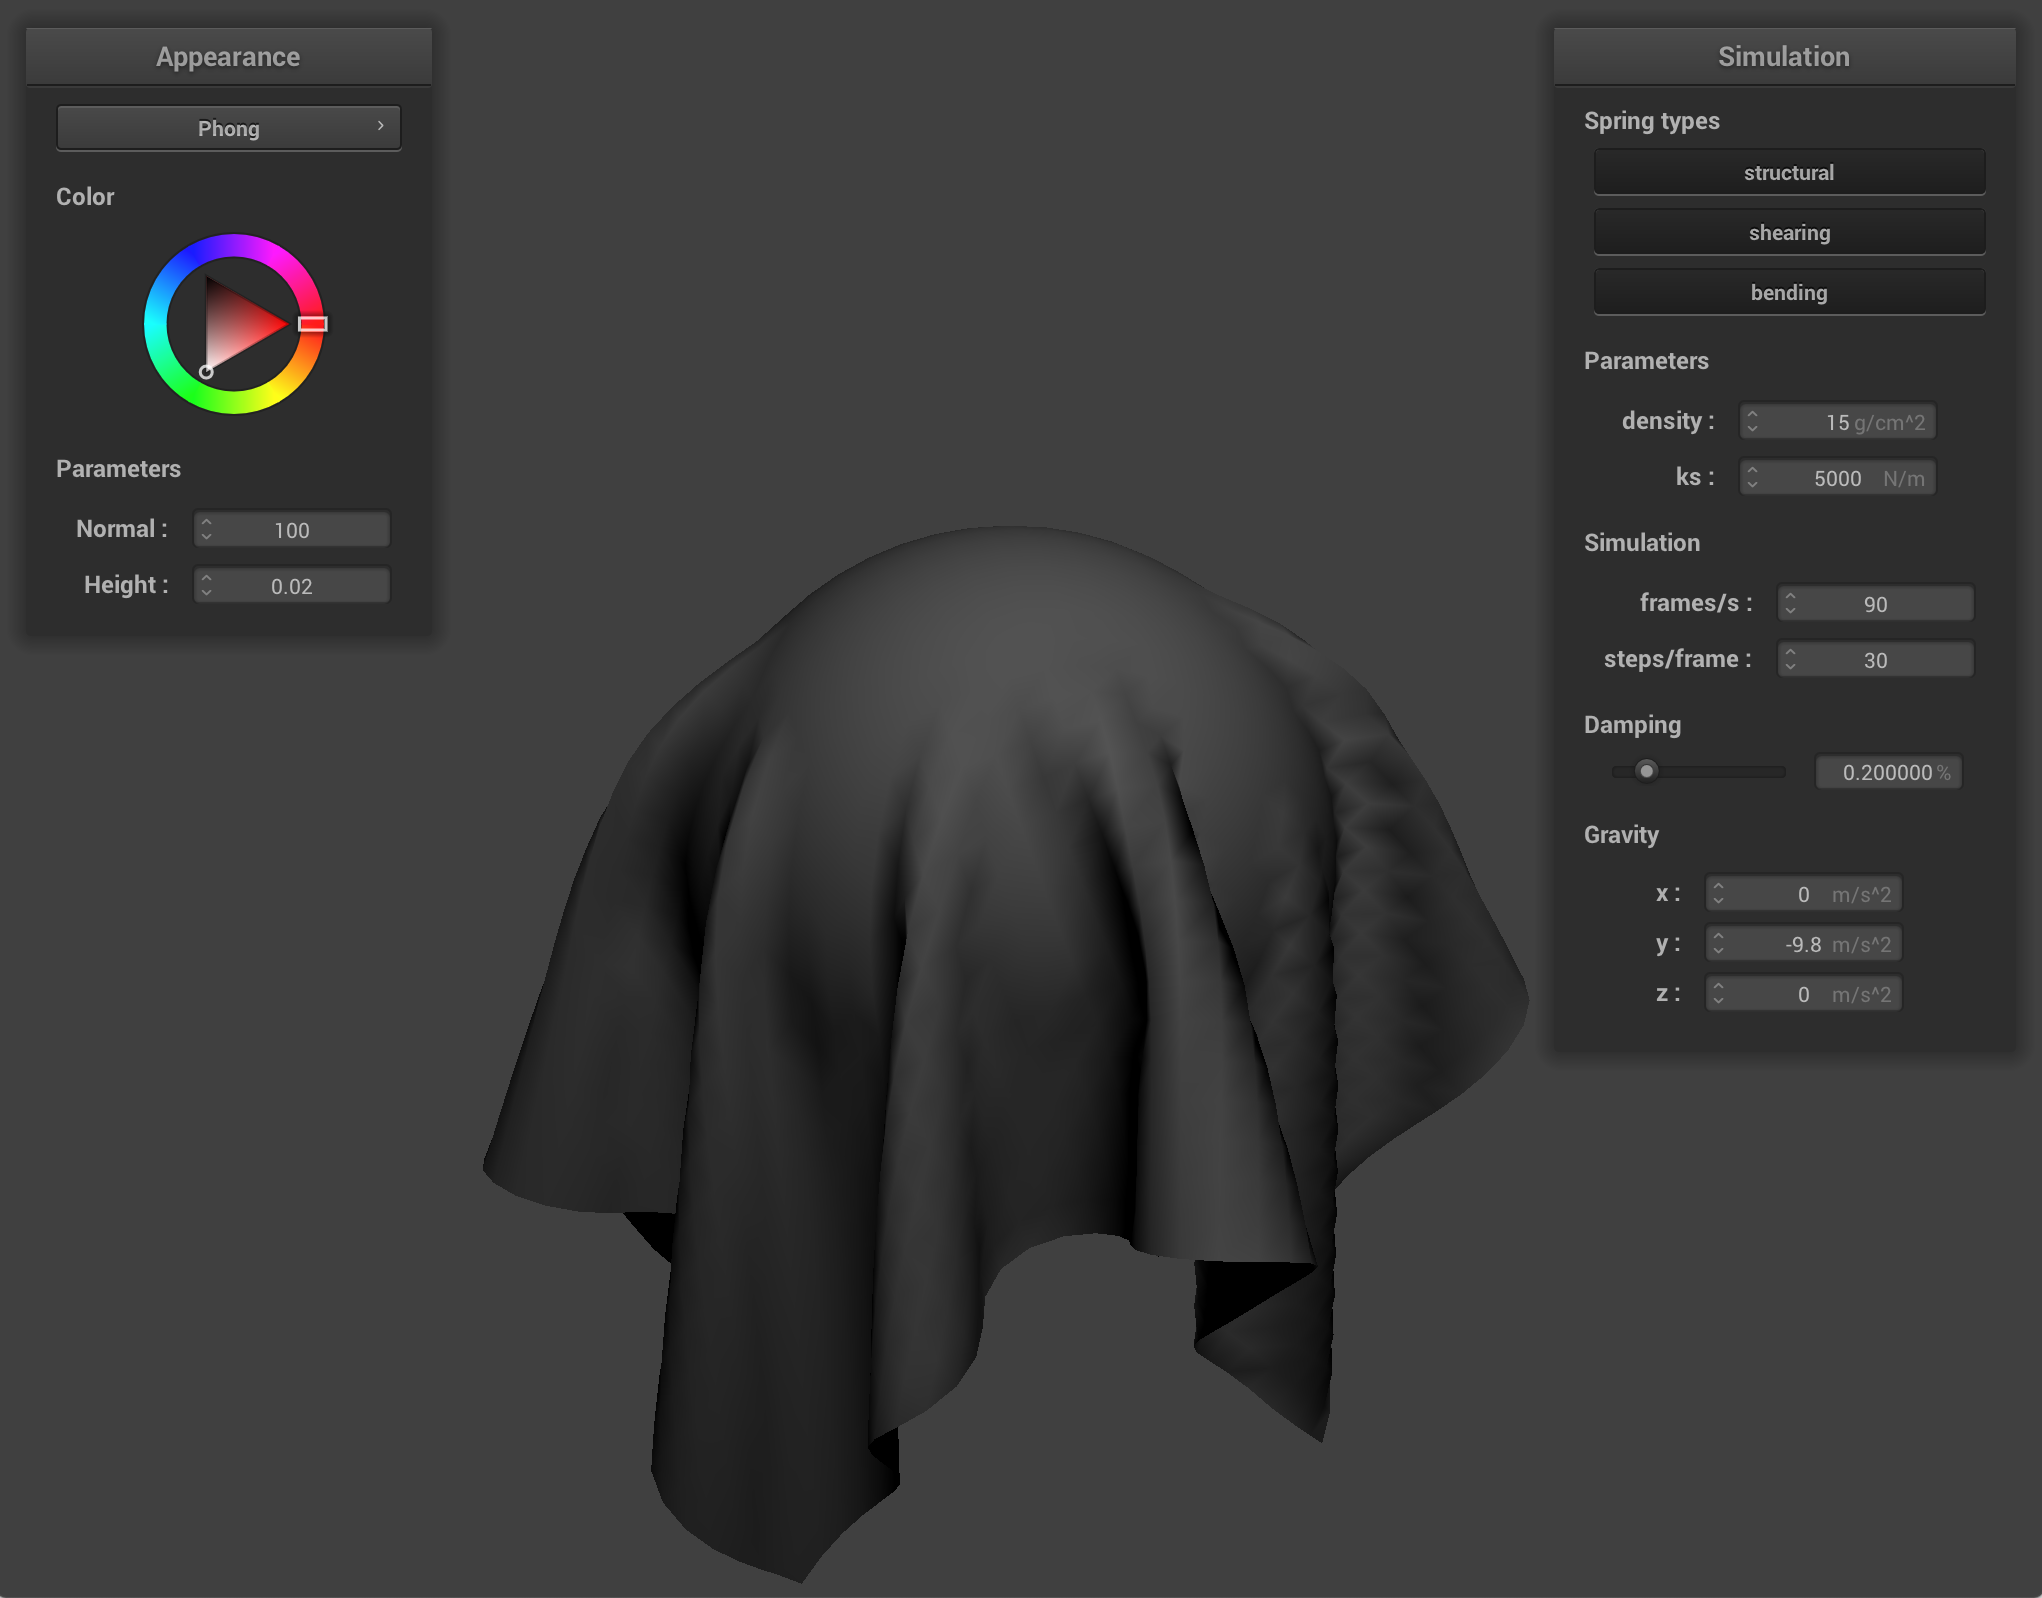 Appearance
Phong
Color
Parameters
Normal : 100
Height : 0.02
Simulation
Spring types
structural
shearing
bending
Parameters
density : 15 g/cm^2
ks : 5000 N/m
Simulation
frames/s : 90
steps/frame : 30
Damping
0.200000 %
Gravity
x : 0 m/s^2
y : -9.8 m/s^2
z : 0 m/s^2